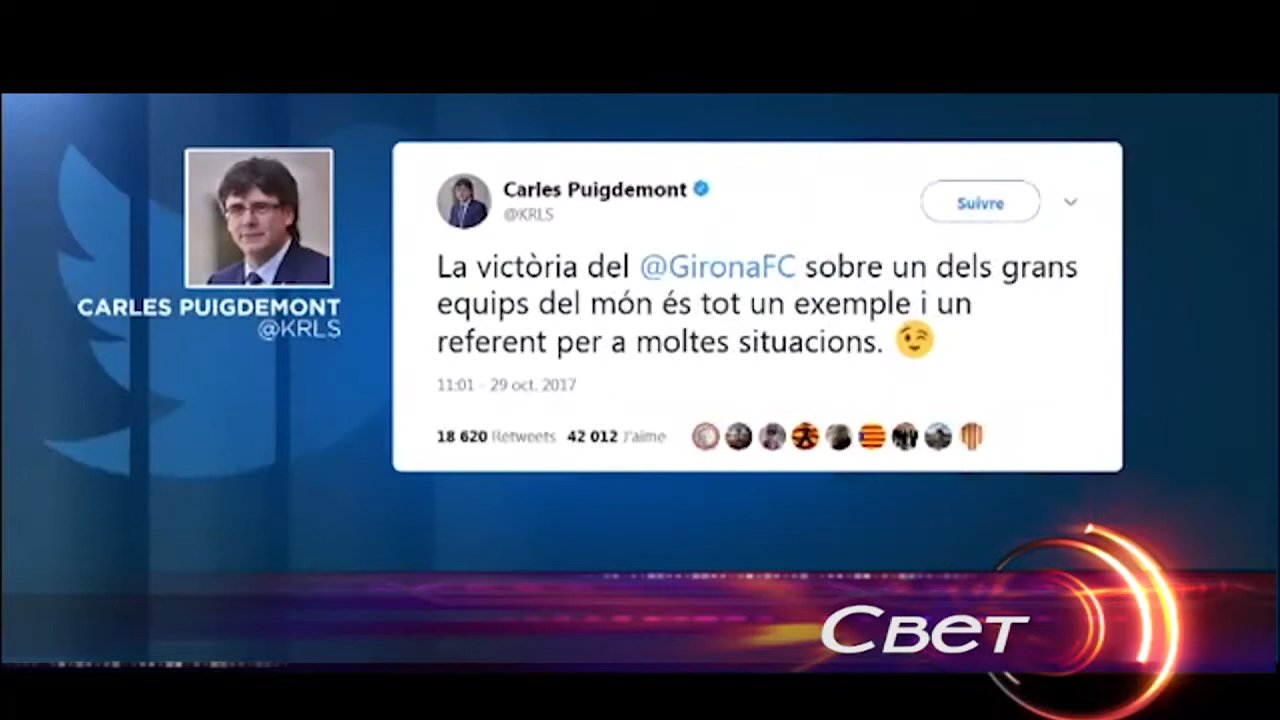 CARLES PUIGDEMONT
@KRLS
Carles Puigdemont
@KRLS
Suivre
La victòria del @GironaFC sobre un dels grans
equips del món és tot un exemple i un
referent per a moltes situacions. 😉
11:01 - 29 oct. 2017
18 620 Retweets 42 012 J'aime
Свет